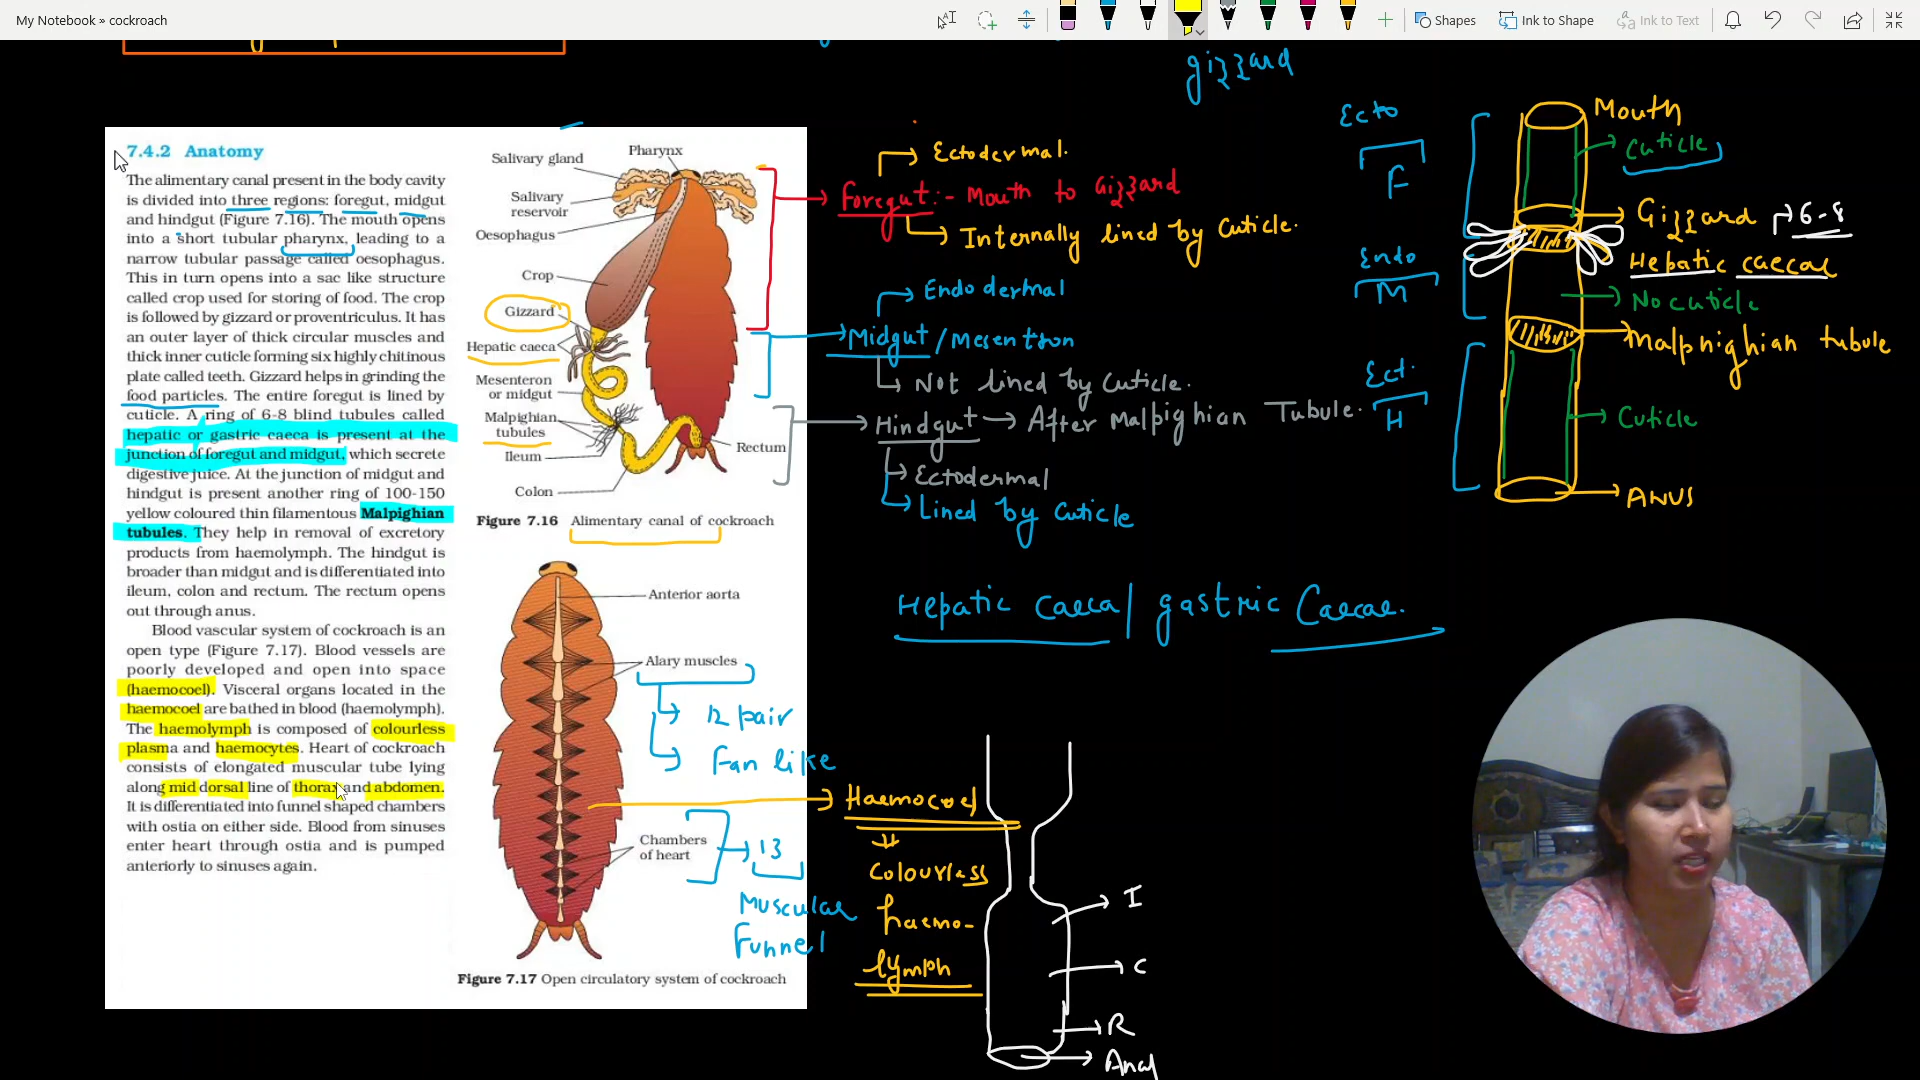 My Notebook » cockroach
Shapes
Ink to Shape
Ink to Text
gizzard
7.4.2 Anatomy
The alimentary canal present in the body cavity
is divided into three regions: foregut, midgut
and hindgut (Figure 7.16). The mouth opens
into a short tubular pharynx, leading to a
narrow tubular passage called oesophagus.
This in turn opens into a sac like structure
called crop used for storing of food. The crop
is followed by gizzard or proventriculus. It has
an outer layer of thick circular muscles and
thick inner cuticle forming six highly chitinous
plate called teeth. Gizzard helps in grinding the
food particles. The entire foregut is lined by
cuticle. A ring of 6-8 blind tubules called
hepatic or gastric caeca is present at the
junction of foregut and midgut, which secrete
digestive juice. At the junction of midgut and
hindgut is present another ring of 100-150
yellow coloured thin filamentous Malpighian
tubules. They help in removal of excretory
products from haemolymph. The hindgut is
broader than midgut and is differentiated into
ileum, colon and rectum. The rectum opens
out through anus.
Blood vascular system of cockroach is an
open type (Figure 7.17). Blood vessels are
poorly developed and open into space
(haemocoel). Visceral organs located in the
haemocoel are bathed in blood (haemolymph).
The haemolymph is composed of colourless
plasma and haemocytes. Heart of cockroach
consists of elongated muscular tube lying
along mid dorsal line of thorax and abdomen.
It is differentiated into funnel shaped chambers
with ostia on either side. Blood from sinuses
enter heart through ostia and is pumped
anteriorly to sinuses again.
Salivary gland
Pharynx
Salivary
reservoir
Oesophagus
Crop
Gizzard
Hepatic caeca
Mesenteron
or midgut
Malpighian
tubules
Ileum
Colon
Rectum
Figure 7.16 Alimentary canal of cockroach
Anterior aorta
Alary muscles
12 pair
Fan like
Chambers
of heart
13
Muscular
Funnel
Figure 7.17 Open circulatory system of cockroach
Ectodermal.
Foregut:- Mouth to Gizzard
Internally lined by Cuticle.
Endodermal
Midgut/Mesentron
Not lined by Cuticle.
Hindgut → After Malpighian Tubule.
Ectodermal
Lined by Cuticle
Hepatic caeca/ gastric Caecae.
Haemocoel
Colourless
haemo-
lymph
I
C
R
Anal
Ecto
F
Endo
M
Ect.
H
Mouth
Cuticle
Gizzard
6-8
Hepatic caecae
No cuticle
Malpnighian tubule
Cuticle
ANUS